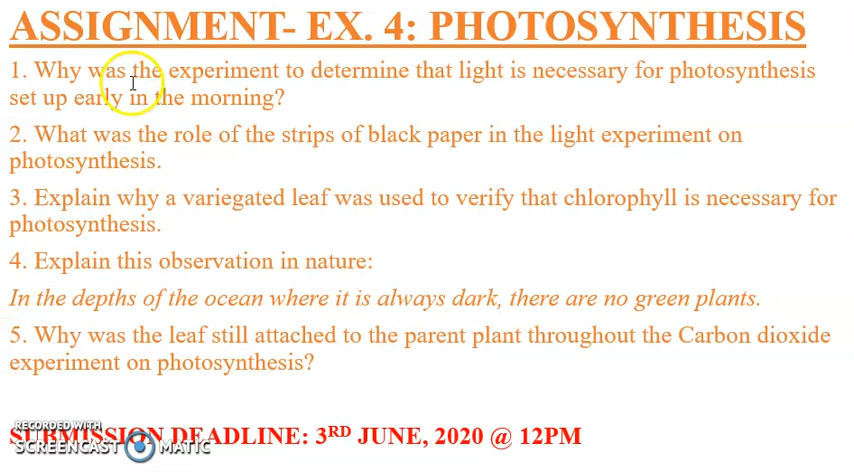 ASSIGNMENT- EX. 4: PHOTOSYNTHESIS
1. Why was the experiment to determine that light is necessary for photosynthesis
set up early in the morning?
2. What was the role of the strips of black paper in the light experiment on
photosynthesis.
3. Explain why a variegated leaf was used to verify that chlorophyll is necessary for
photosynthesis.
4. Explain this observation in nature:
In the depths of the ocean where it is always dark, there are no green plants.
5. Why was the leaf still attached to the parent plant throughout the Carbon dioxide
experiment on photosynthesis?
RECORDED WITH
SUBMISSION DEADLINE: 3RD JUNE, 2020 @ 12PM
SCREENCAST MATIC